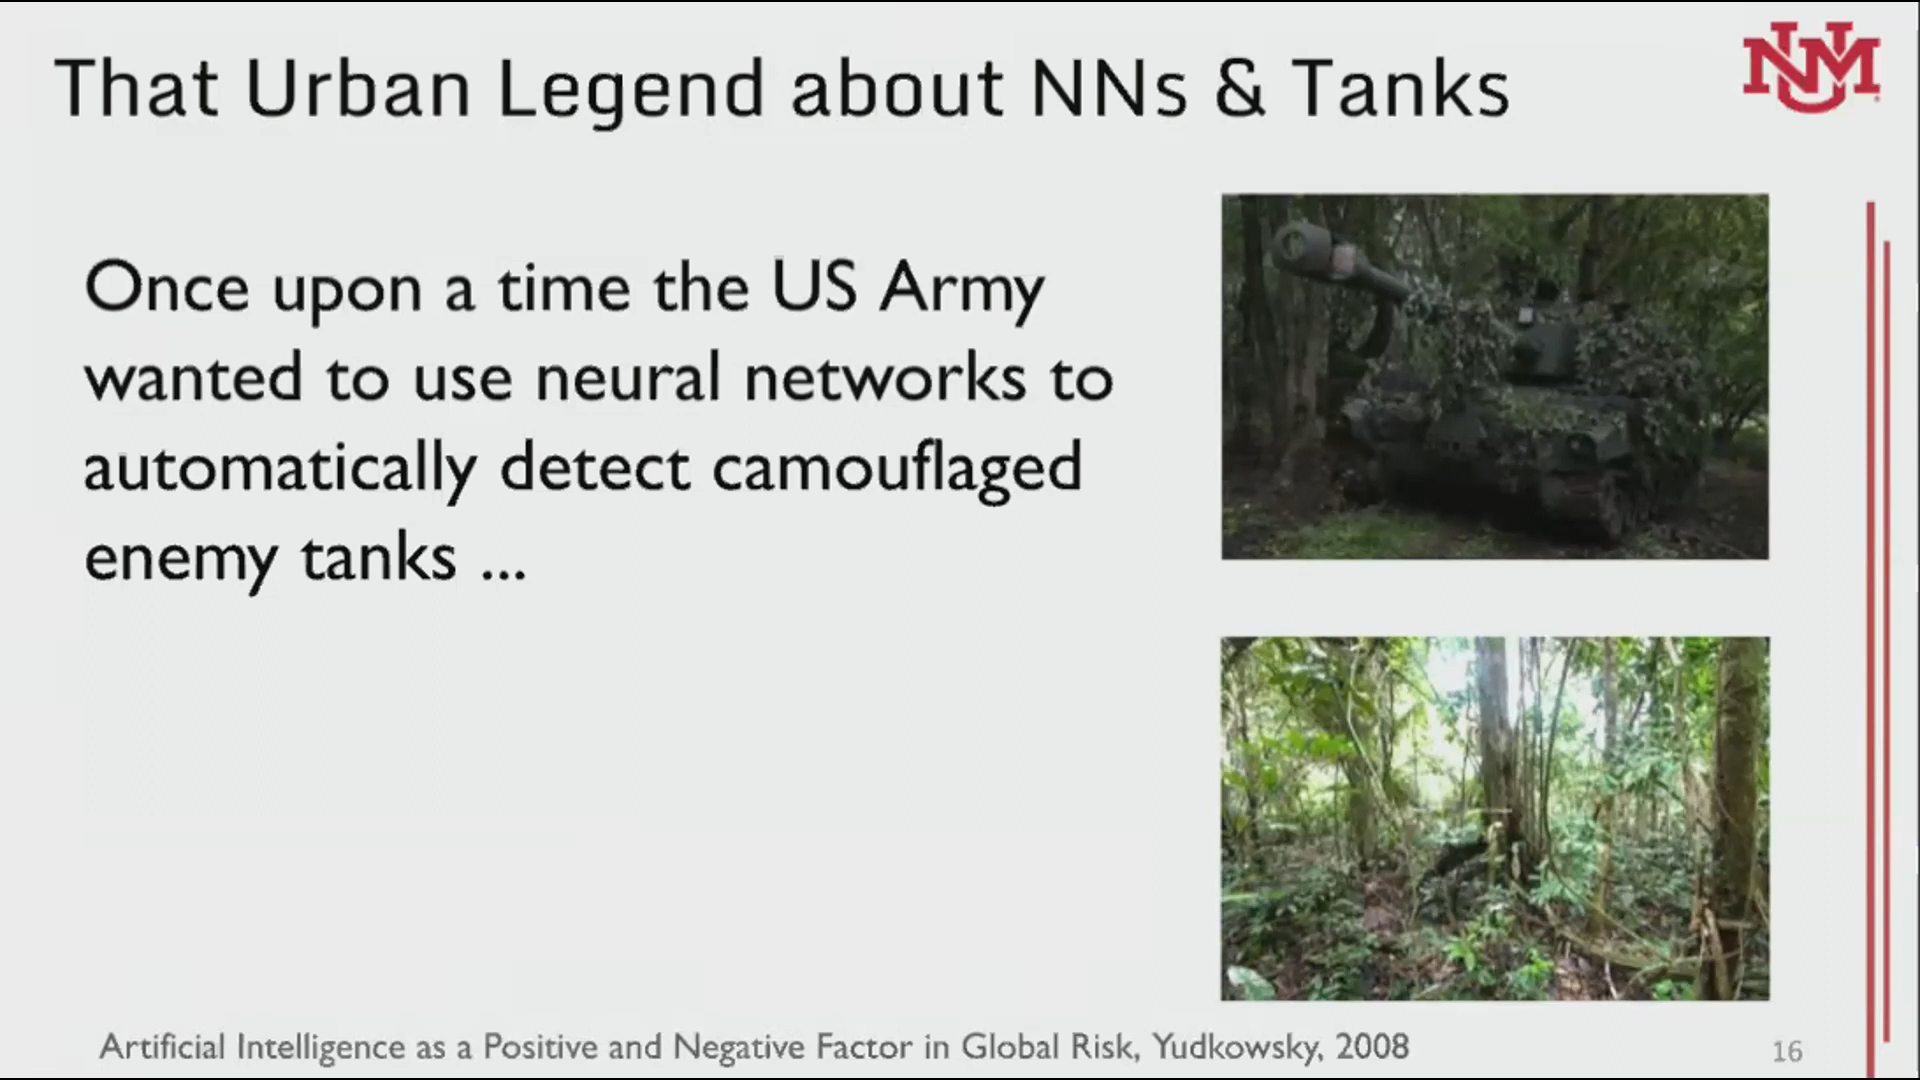 That Urban Legend about NNs & Tanks
UNM
Once upon a time the US Army
wanted to use neural networks to
automatically detect camouflaged
enemy tanks ...
Artificial Intelligence as a Positive and Negative Factor in Global Risk, Yudkowsky, 2008
16